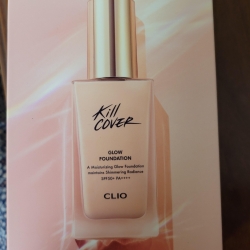 Kill
COVER
GLOW
FOUNDATION
A Moisturizing Glow Foundation
maintains Shimmering Radiance
SPF50+ PA++++
CLIO